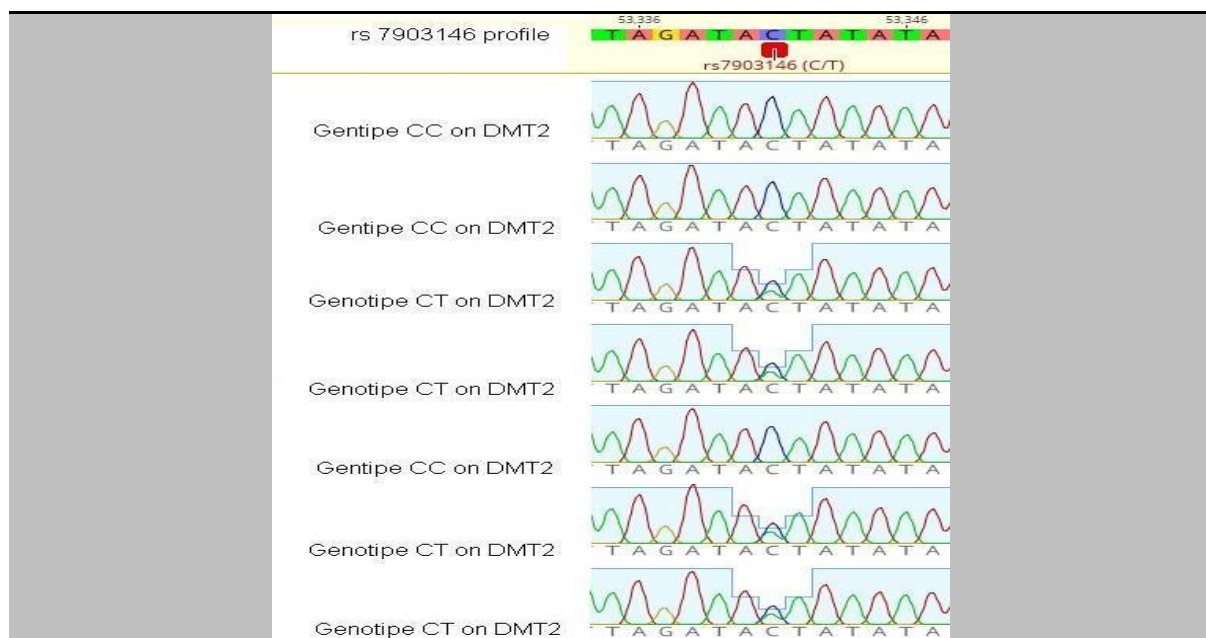 53,336 53,346
rs 7903146 profile T A G A T A C T A T A T A
rs7903146 (C/T)
Gentipe CC on DMT2
T A G A T A C T A T A T A
Gentipe CC on DMT2
T A G A T A C T A T A T A
Genotipe CT on DMT2
T A G A T A C T A T A T A
Genotipe CT on DMT2
T A G A T A C T A T A T A
Gentipe CC on DMT2
T A G A T A C T A T A T A
Genotipe CT on DMT2
T A G A T A C T A T A T A
Genotipe CT on DMT2
T A G A T A C T A T A T A